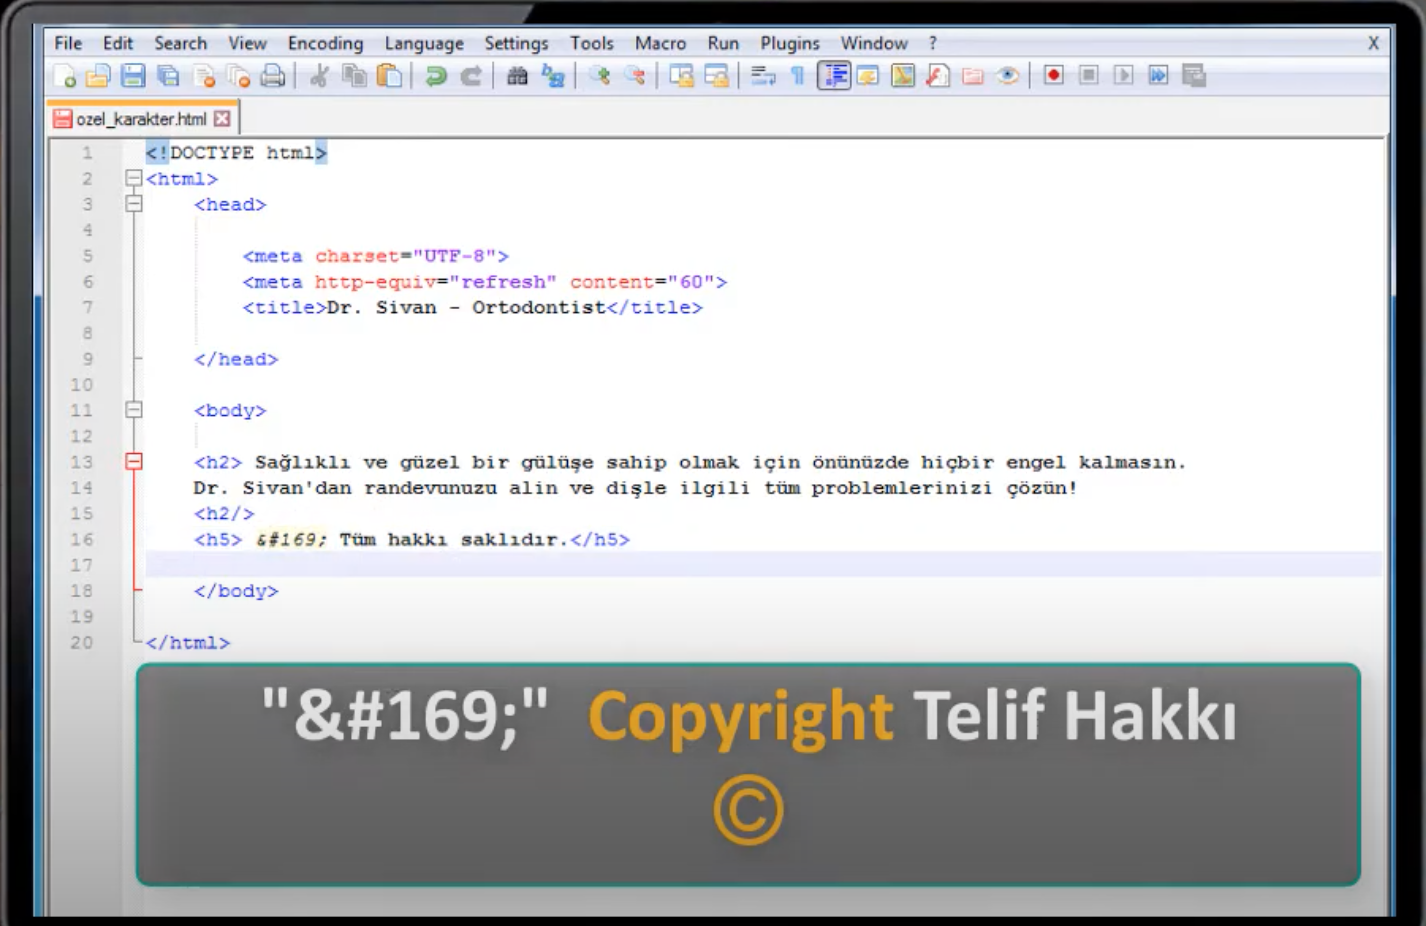 File Edit Search View Encoding Language Settings Tools Macro Run Plugins Window ? X
ozel_karakter.html
1 <!DOCTYPE html>
2 <html>
3 <head>
4
5 <meta charset="UTF-8">
6 <meta http-equiv="refresh" content="60">
7 <title>Dr. Sivan - Ortodontist</title>
8
9 </head>
10
11 <body>
12
13 <h2> Sağlıklı ve güzel bir gülüşe sahip olmak için önünüzde hiçbir engel kalmasın.
14 Dr. Sivan'dan randevunuzu alin ve dişle ilgili tüm problemlerinizi çözün!
15 <h2/>
16 <h5> &#169; Tüm hakkı saklıdır.</h5>
17
18 </body>
19
20 </html>
"&#169;" Copyright Telif Hakkı
©